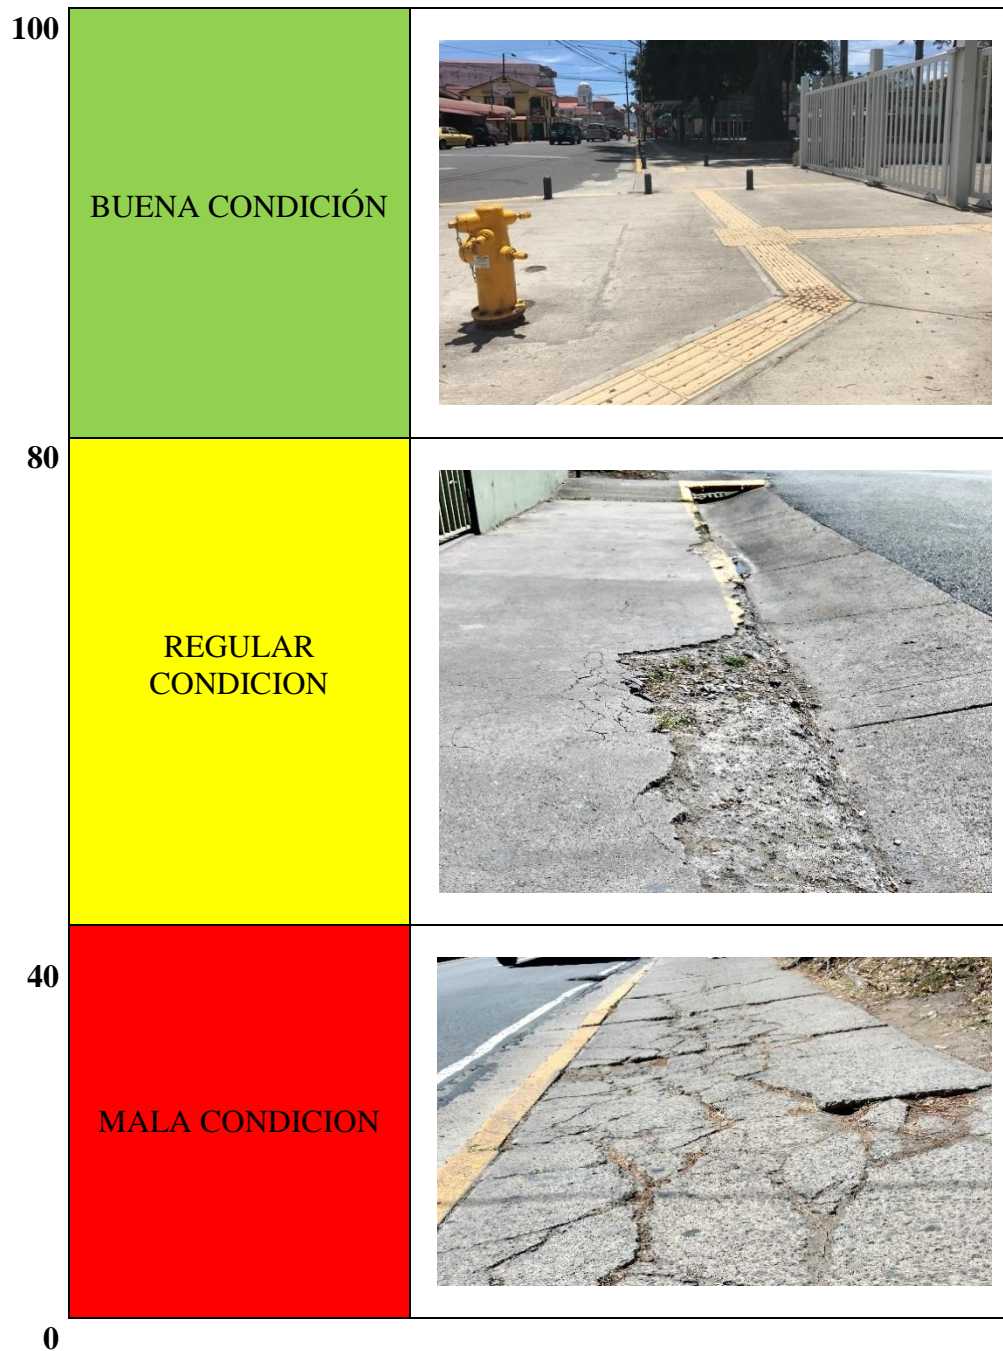 100
BUENA CONDICIÓN
80
REGULAR
CONDICION
40
MALA CONDICION
0